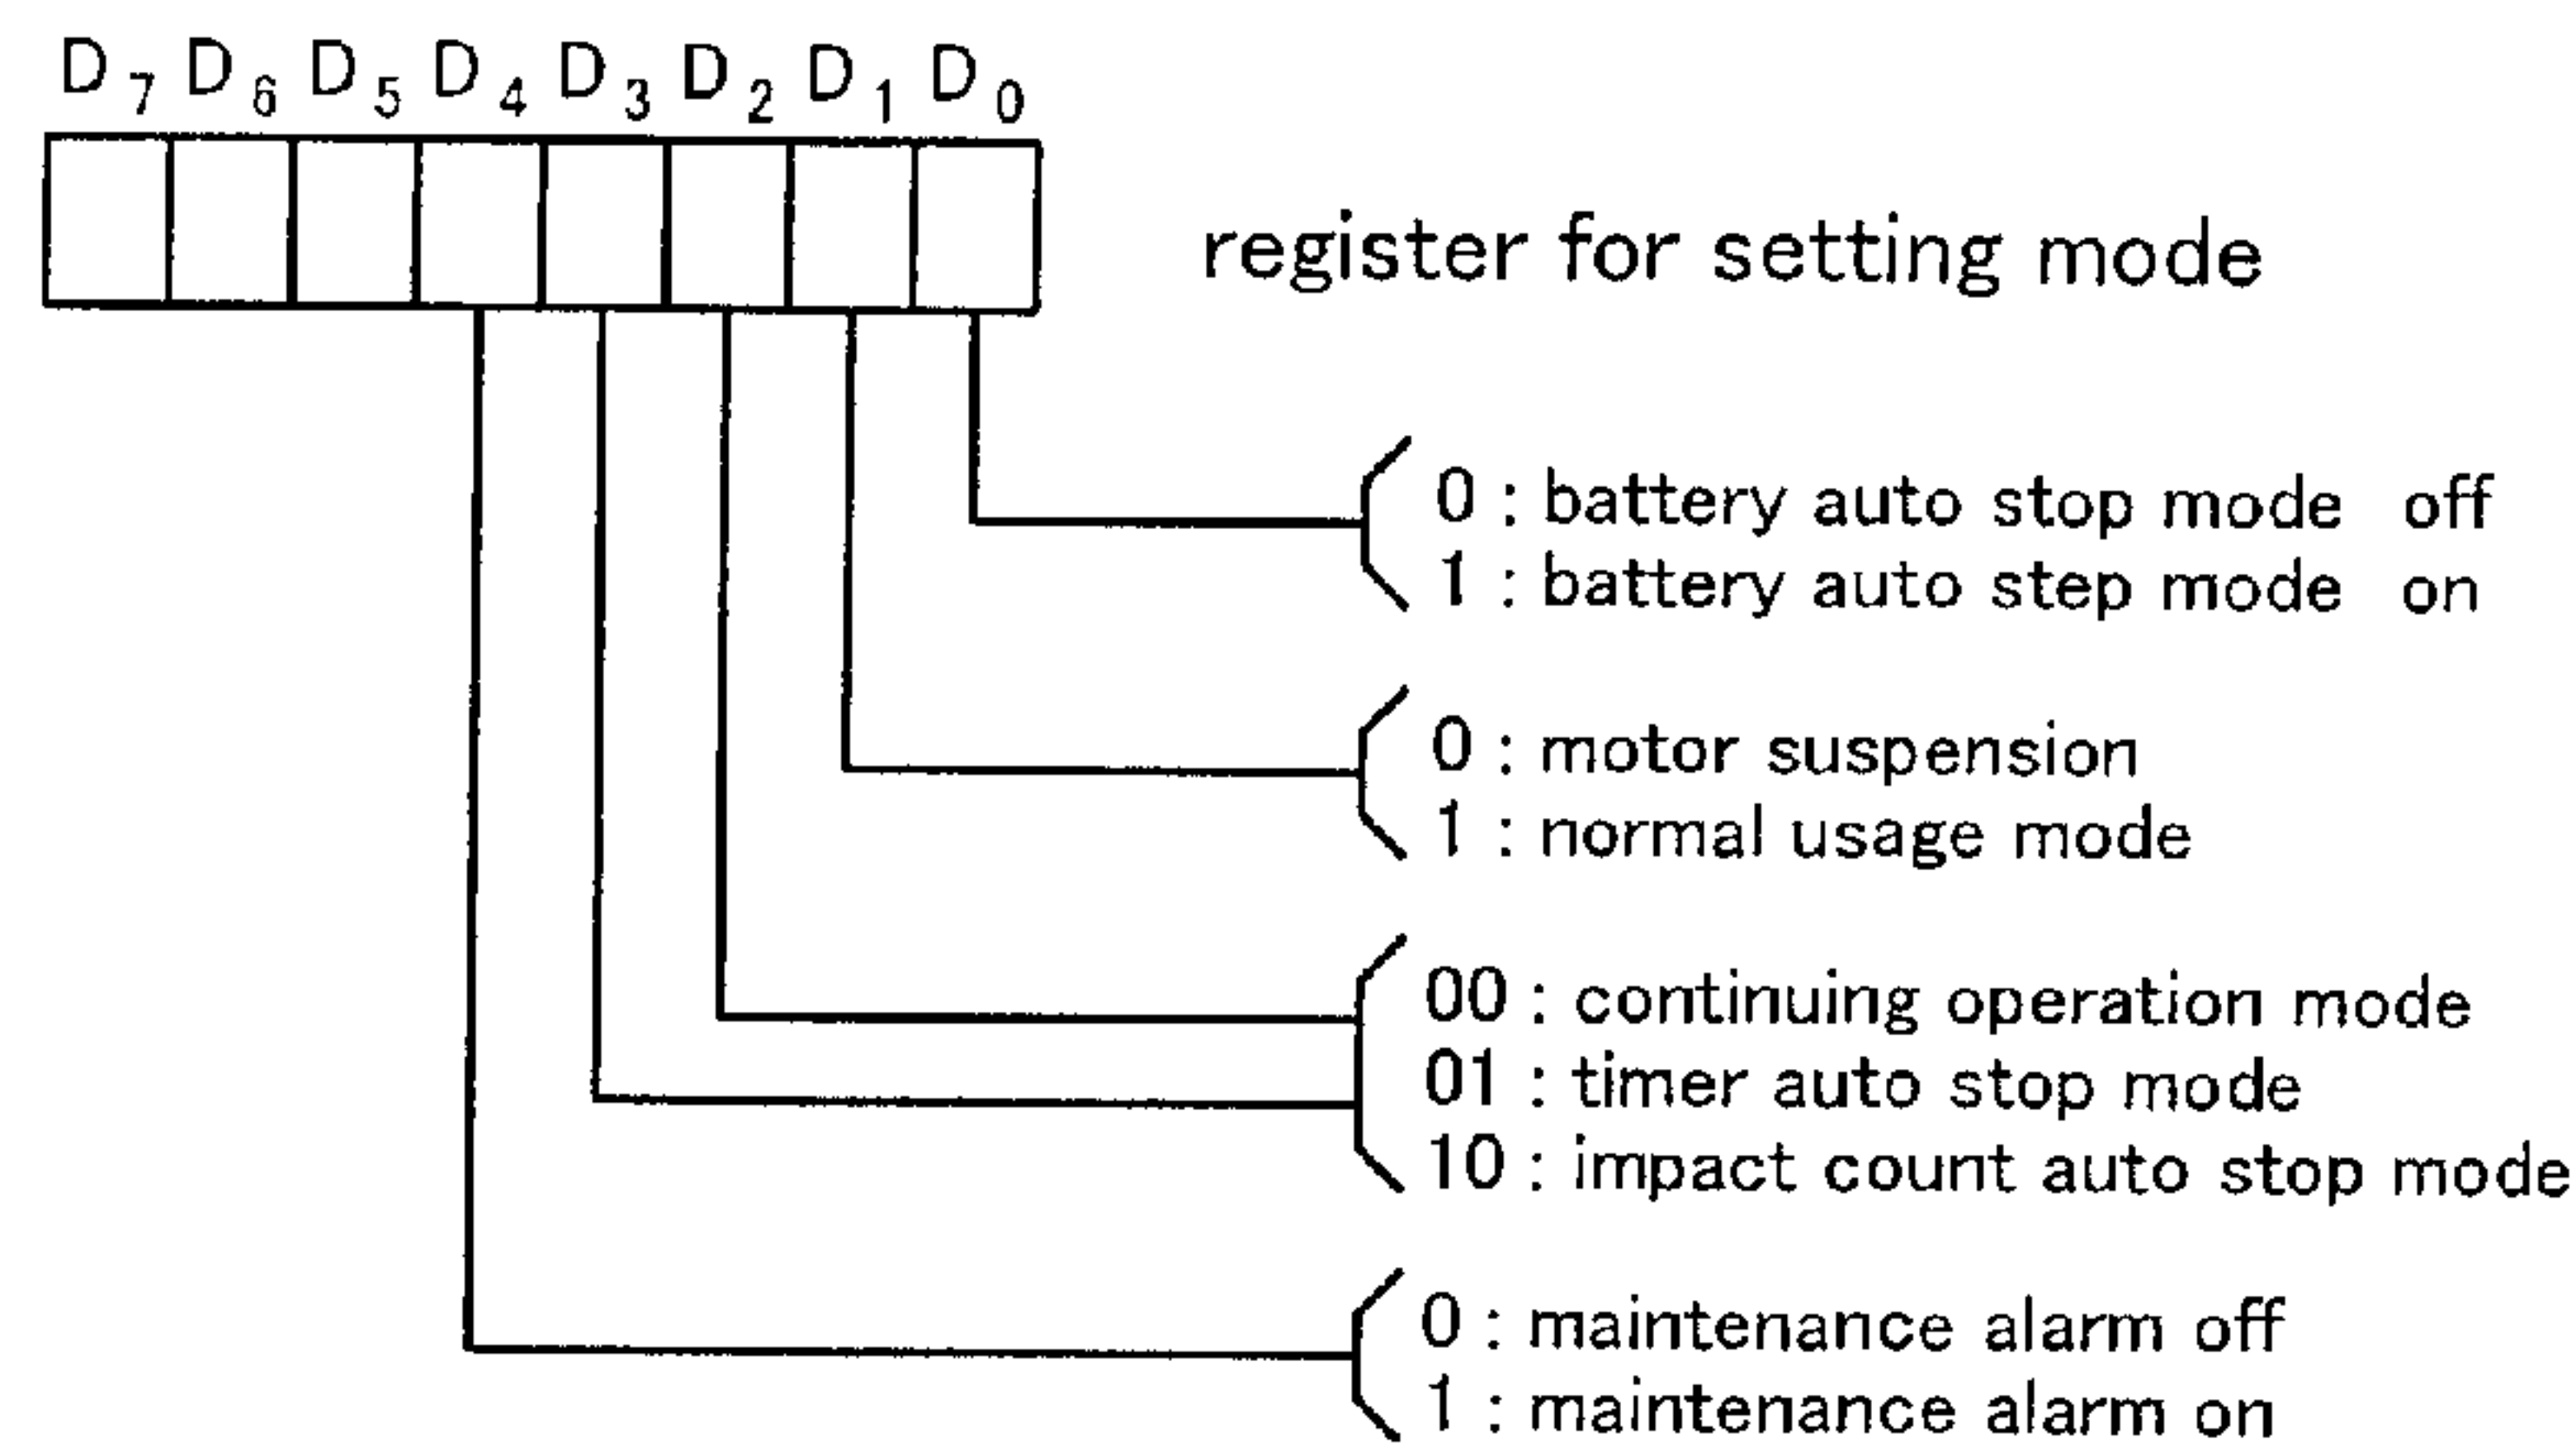 D7 D6 D5 D4 D3 D2 D1 D0
register for setting mode
0 : battery auto stop mode off
1 : battery auto step mode on
0 : motor suspension
1 : normal usage mode
00 : continuing operation mode
01 : timer auto stop mode
10 : impact count auto stop mode
0 : maintenance alarm off
1 : maintenance alarm on